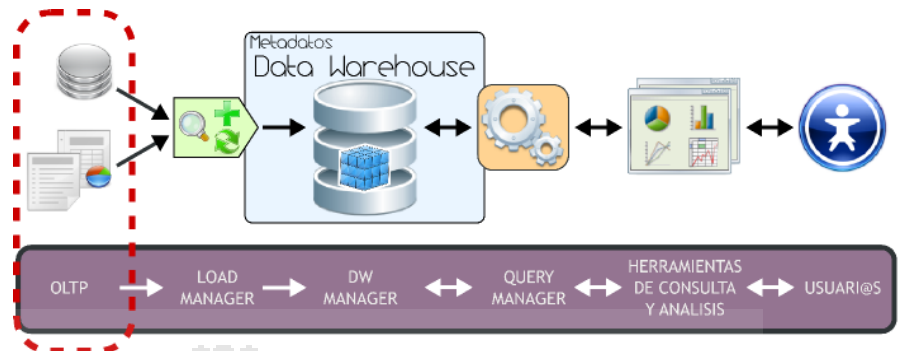 Metadatos
Data Warehouse
OLTP
LOAD
MANAGER
DW
MANAGER
QUERY
MANAGER
HERRAMIENTAS
DE CONSULTA
Y ANALISIS
USUARI@S